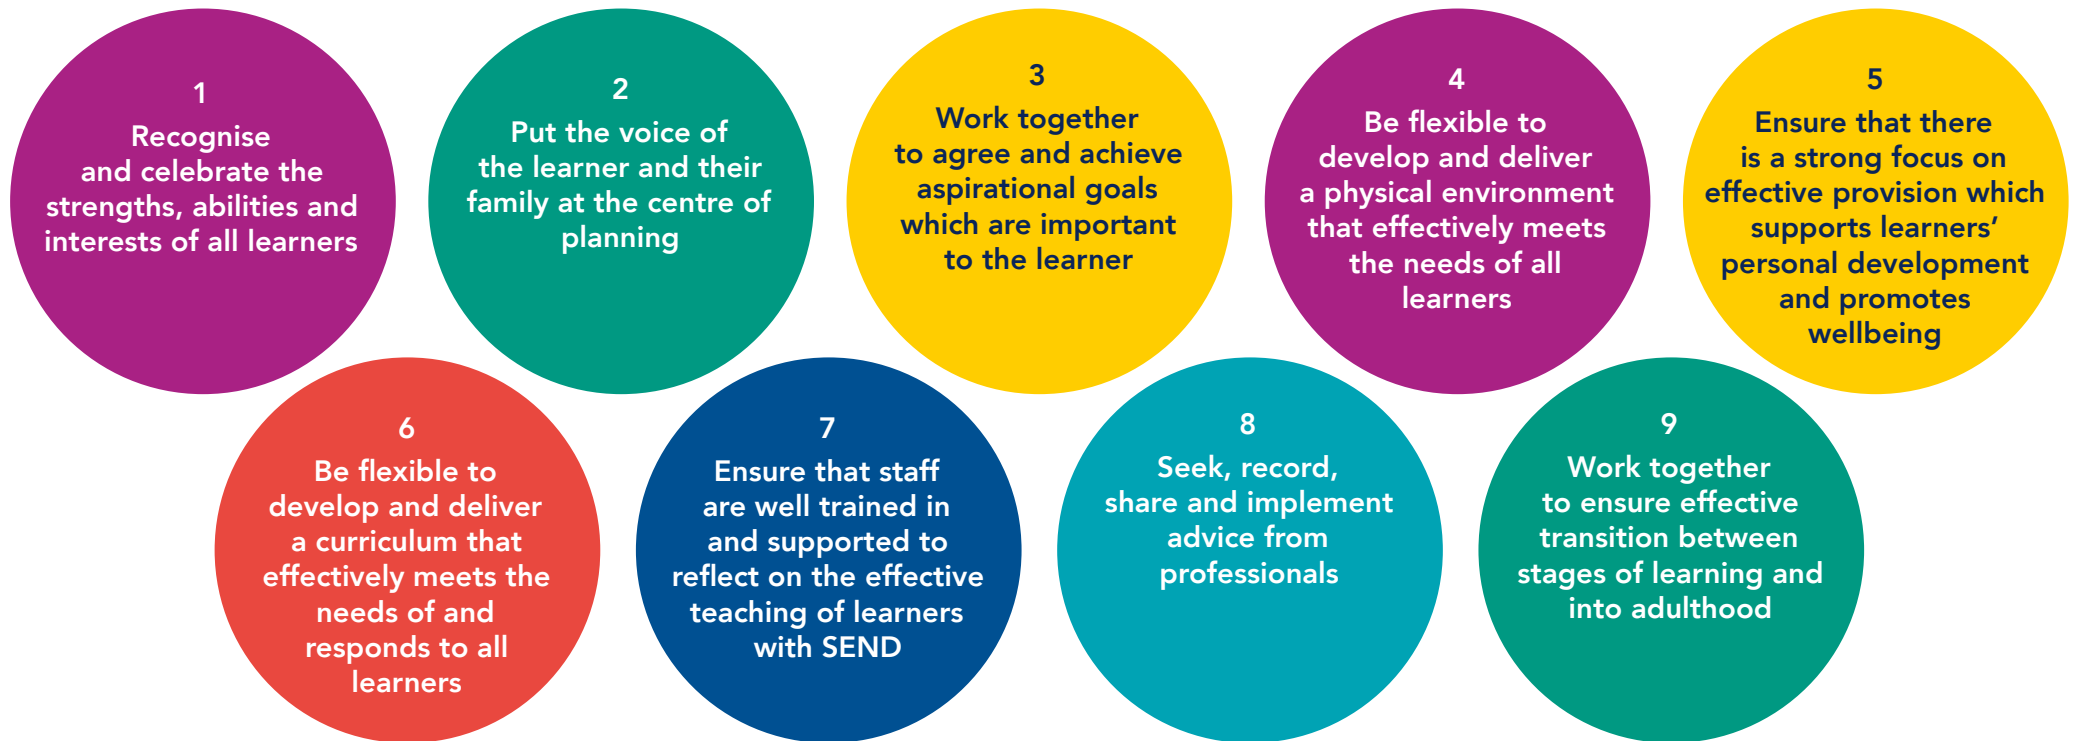 1
Recognise
and celebrate the
strengths, abilities and
interests of all learners
2
Put the voice of
the learner and their
family at the centre of
planning
3
Work together
to agree and achieve
aspirational goals
which are important
to the learner
4
Be flexible to
develop and deliver
a physical environment
that effectively meets
the needs of all
learners
5
Ensure that there
is a strong focus on
effective provision which
supports learners’
personal development
and promotes
wellbeing
6
Be flexible to
develop and deliver
a curriculum that
effectively meets the
needs of and
responds to all
learners
7
Ensure that staff
are well trained in
and supported to
reflect on the effective
teaching of learners
with SEND
8
Seek, record,
share and implement
advice from
professionals
9
Work together
to ensure effective
transition between
stages of learning and
into adulthood